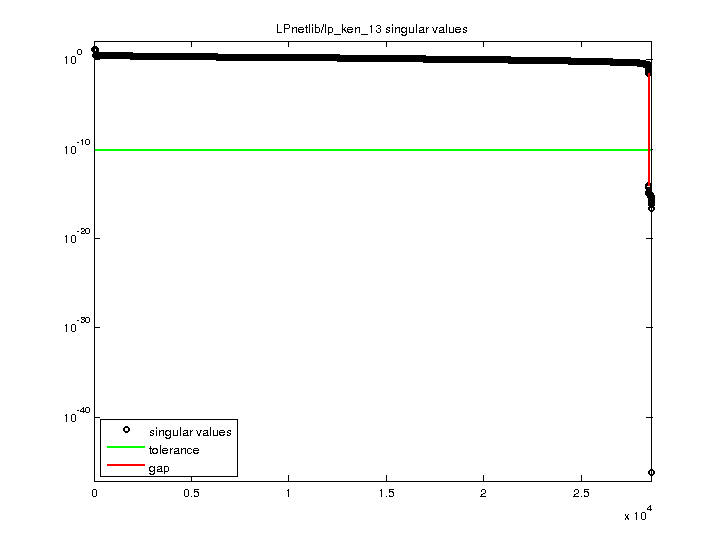 LPnetlib/lp_ken_13 singular values
10^0
10^-10
10^-20
10^-30
10^-40
singular values
tolerance
gap
0 0.5 1 1.5 2 2.5
x 10^4